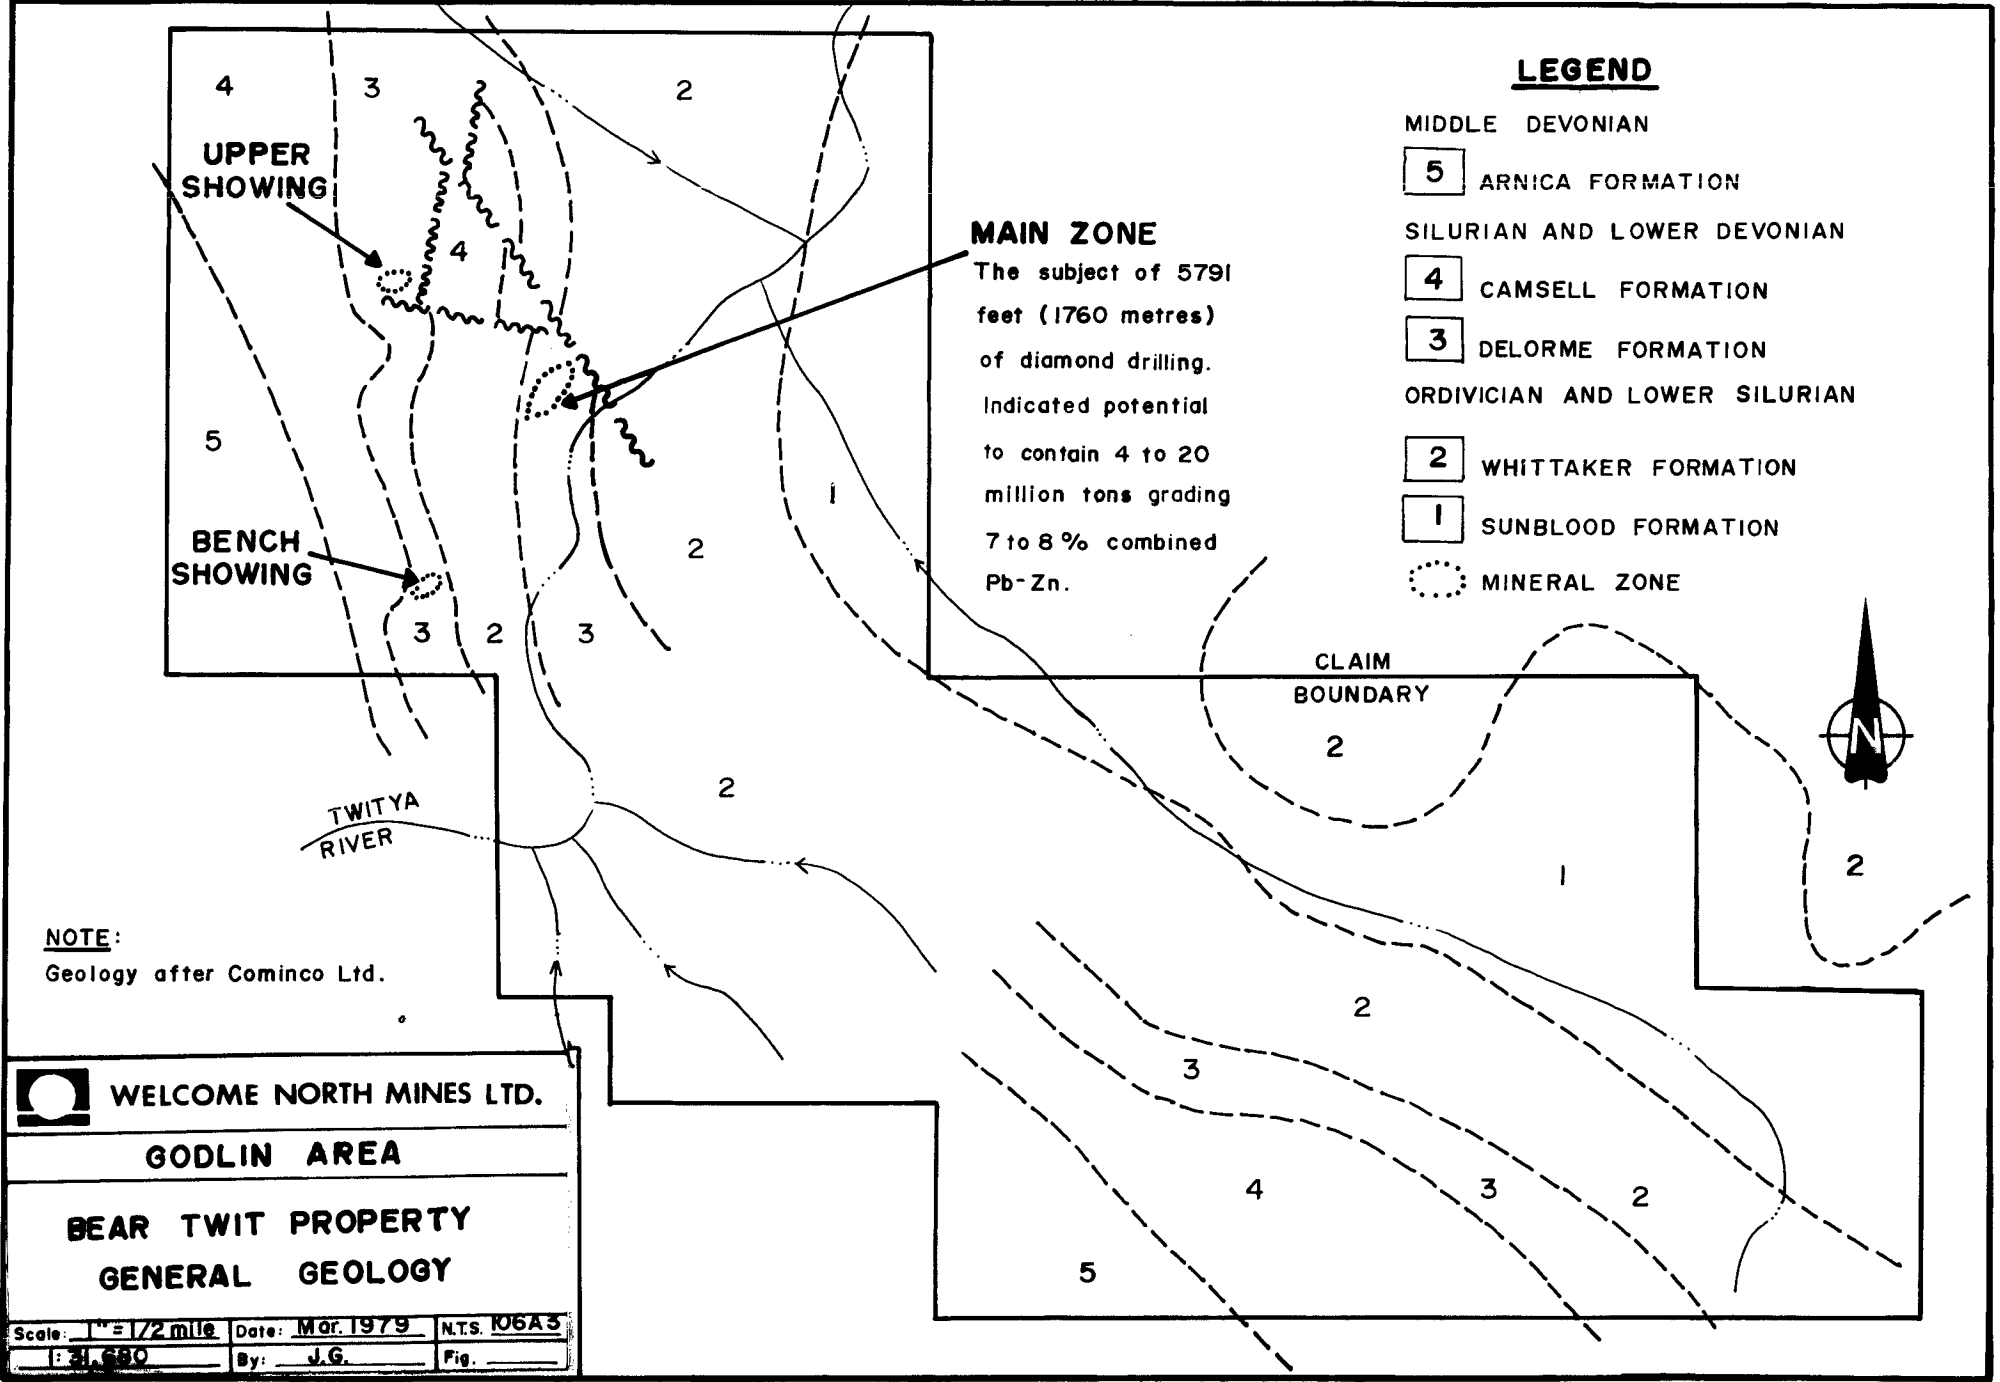 4
3
2
UPPER
SHOWING
4
5
BENCH
SHOWING
3
2
3
2
1
2
MAIN ZONE
The subject of 5791
feet (1760 metres)
of diamond drilling.
Indicated potential
to contain 4 to 20
million tons grading
7 to 8 % combined
Pb-Zn.
LEGEND
MIDDLE DEVONIAN
5 ARNICA FORMATION
SILURIAN AND LOWER DEVONIAN
4 CAMSELL FORMATION
3 DELORME FORMATION
ORDIVICIAN AND LOWER SILURIAN
2 WHITTAKER FORMATION
1 SUNBLOOD FORMATION
MINERAL ZONE
N
CLAIM
BOUNDARY
2
1
2
2
3
4
3
2
5
TWITYA
RIVER
NOTE:
Geology after Cominco Ltd.
WELCOME NORTH MINES LTD.
GODLIN AREA
BEAR TWIT PROPERTY
GENERAL GEOLOGY
Scale: 1" = 1/2 mile
1: 31,680
Date: Mar. 1979
By: J.G.
N.T.S. 106A3
Fig.